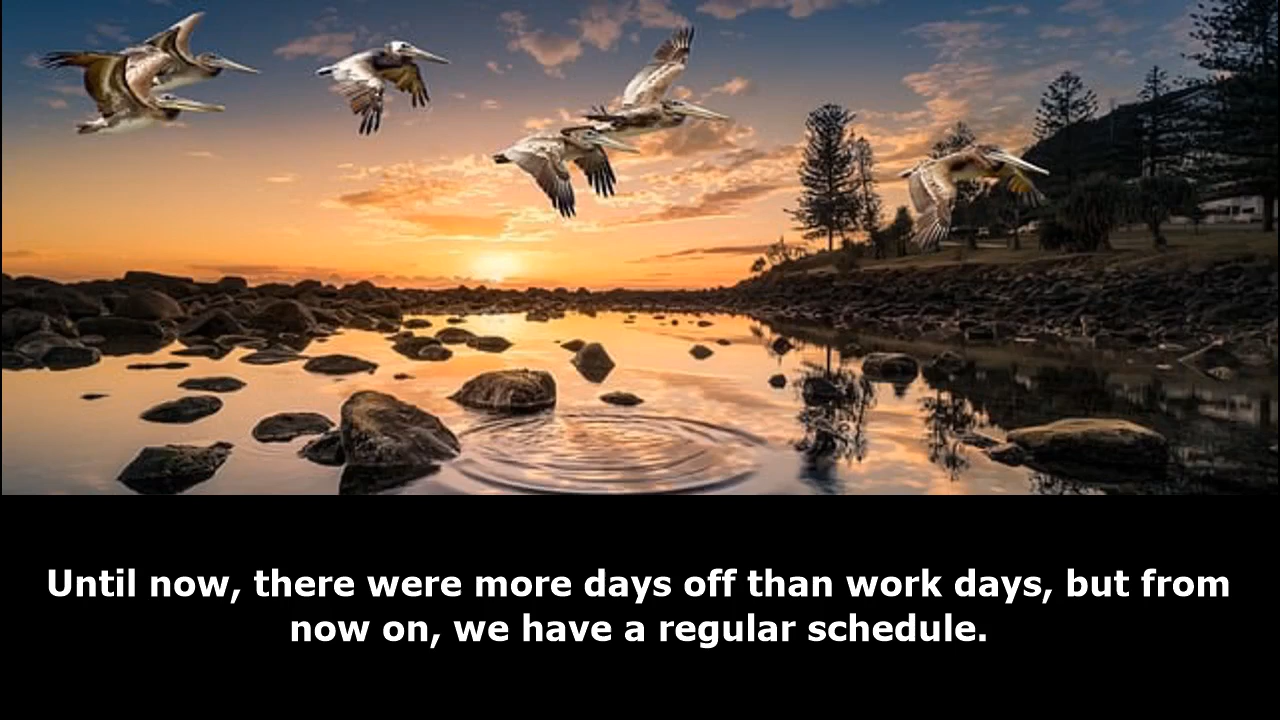 Until now, there were more days off than work days, but from
now on, we have a regular schedule.